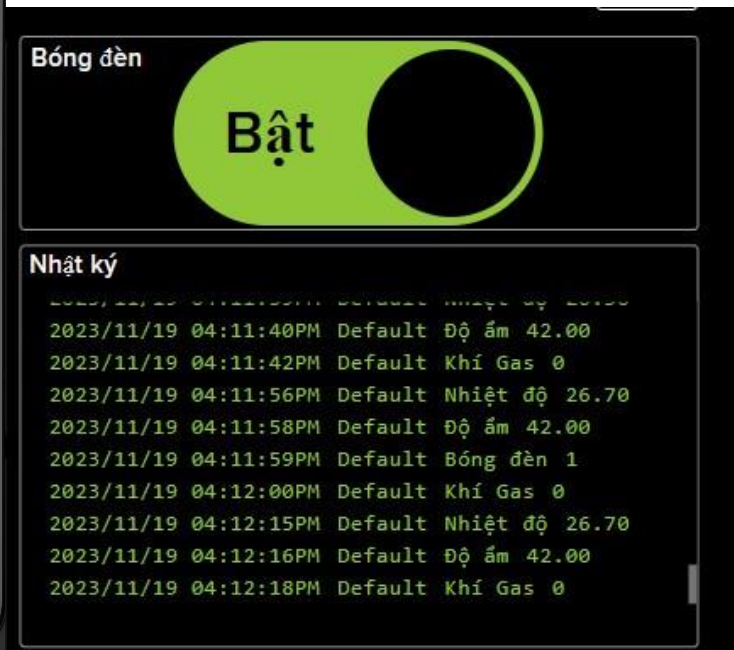 Bóng đèn
Bật
Nhật ký
2023/11/19 04:11:40PM Default Độ ẩm 42.00
2023/11/19 04:11:42PM Default Khí Gas 0
2023/11/19 04:11:56PM Default Nhiệt độ 26.70
2023/11/19 04:11:58PM Default Độ ẩm 42.00
2023/11/19 04:11:59PM Default Bóng đèn 1
2023/11/19 04:12:00PM Default Khí Gas 0
2023/11/19 04:12:15PM Default Nhiệt độ 26.70
2023/11/19 04:12:16PM Default Độ ẩm 42.00
2023/11/19 04:12:18PM Default Khí Gas 0